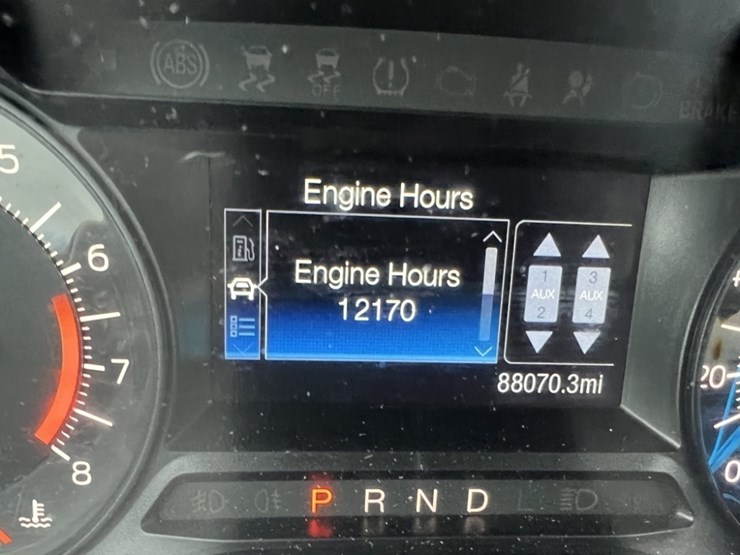 ABS
OFF
BRAKE
5
6
7
8
Engine Hours
Engine Hours
12170
1
AUX
2
3
AUX
4
88070.3mi
20
0
P R N D L